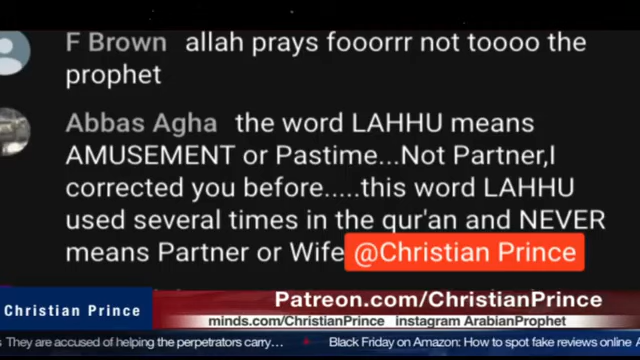 F Brown allah prays fooorrr not toooo the
prophet
Abbas Agha the word LAHHU means
AMUSEMENT or Pastime...Not Partner,I
corrected you before.....this word LAHHU
used several times in the qur'an and NEVER
means Partner or Wife @Christian Prince
Christian Prince
Patreon.com/ChristianPrince
minds.com/ChristianPrince instagram ArabianProphet
They are accused of helping the perpetrators carry...
Black Friday on Amazon: How to spot fake reviews online